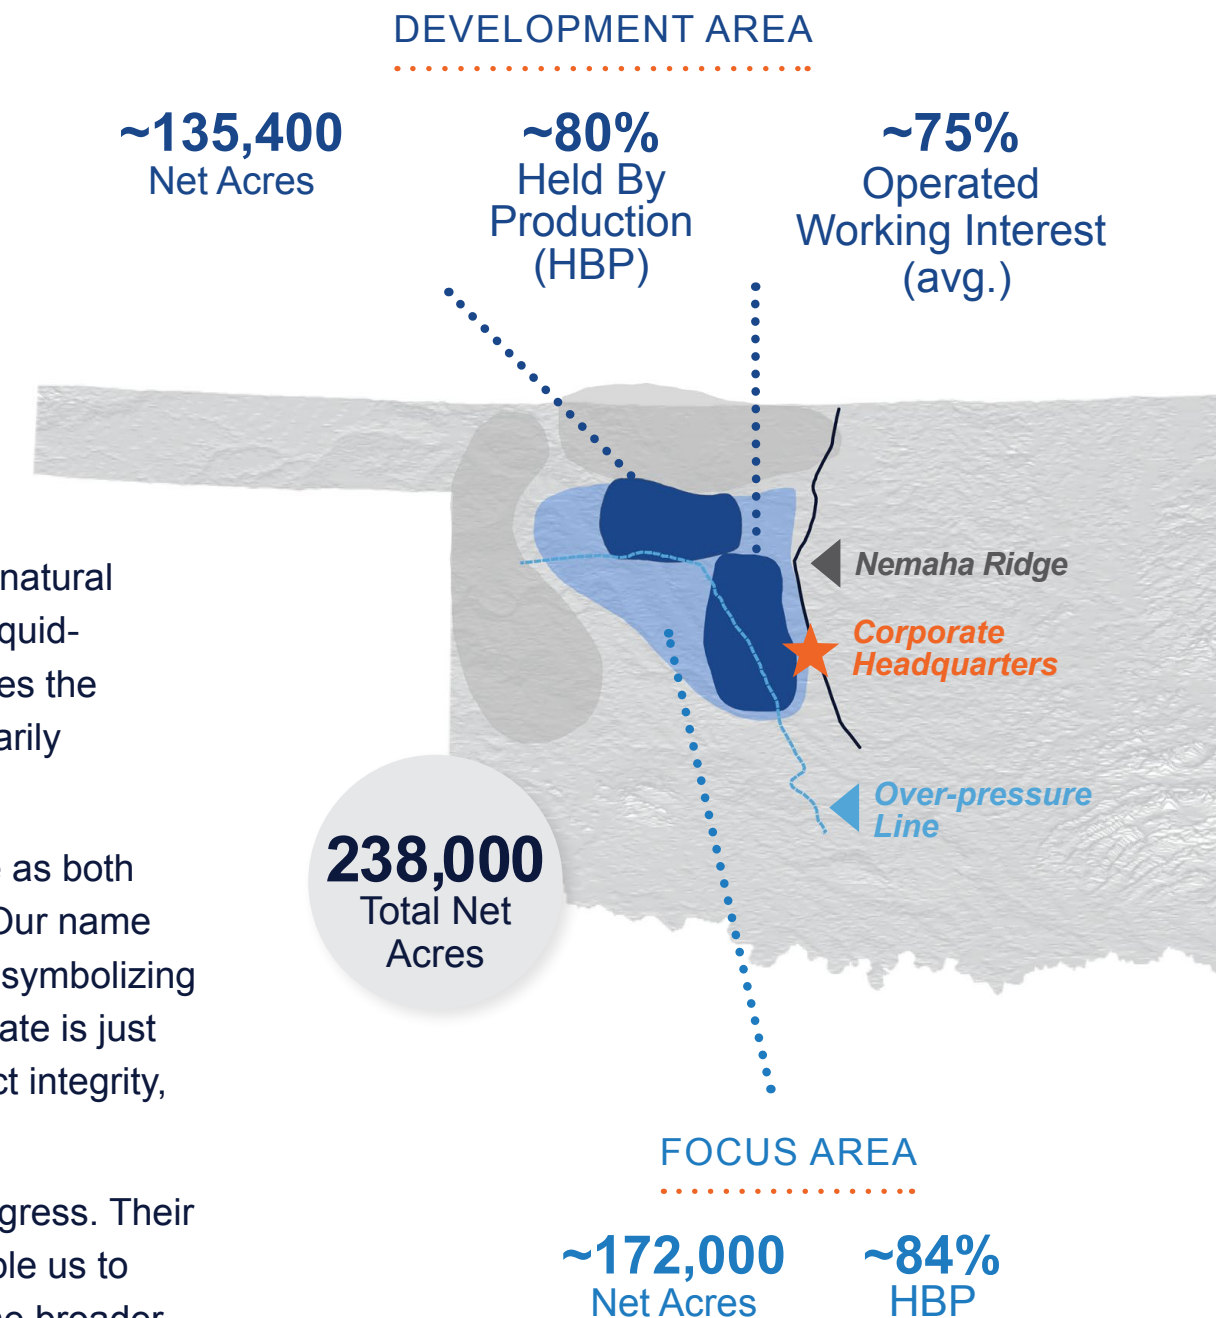 DEVELOPMENT AREA
~135,400
Net Acres
~80%
Held By
Production
(HBP)
~75%
Operated
Working Interest
(avg.)
natural
quid-
es the
arily
as both
Our name
symbolizing
ate is just
ct integrity,
gress. Their
ble us to
Nemaha Ridge
Corporate
Headquarters
Over-pressure
Line
238,000
Total Net
Acres
FOCUS AREA
~172,000
Net Acres
~84%
HBP